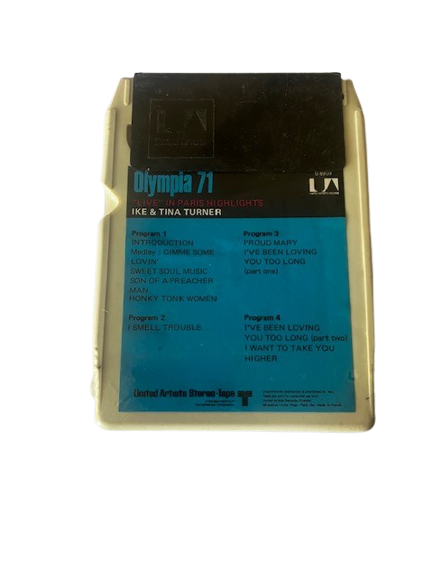 UA
Olympia 71
"LIVE" IN PARIS HIGHLIGHTS
IKE & TINA TURNER
UA
Program 1
INTRODUCTION
Medley : GIMME SOME
LOVIN'
SWEET SOUL MUSIC
SON OF A PREACHER
MAN
HONKY TONK WOMEN
Program 2
I SMELL TROUBLE
Program 3
PROUD MARY
I'VE BEEN LOVING
YOU TOO LONG
(part one)
Program 4
I'VE BEEN LOVING
YOU TOO LONG (part two)
I WANT TO TAKE YOU
HIGHER
United Artists Stereo-Tape